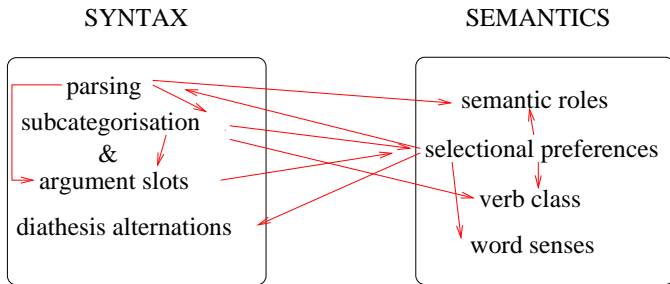 SYNTAX
parsing
subcategorisation
&
argument slots
diathesis alternations
SEMANTICS
semantic roles
selectional preferences
verb class
word senses